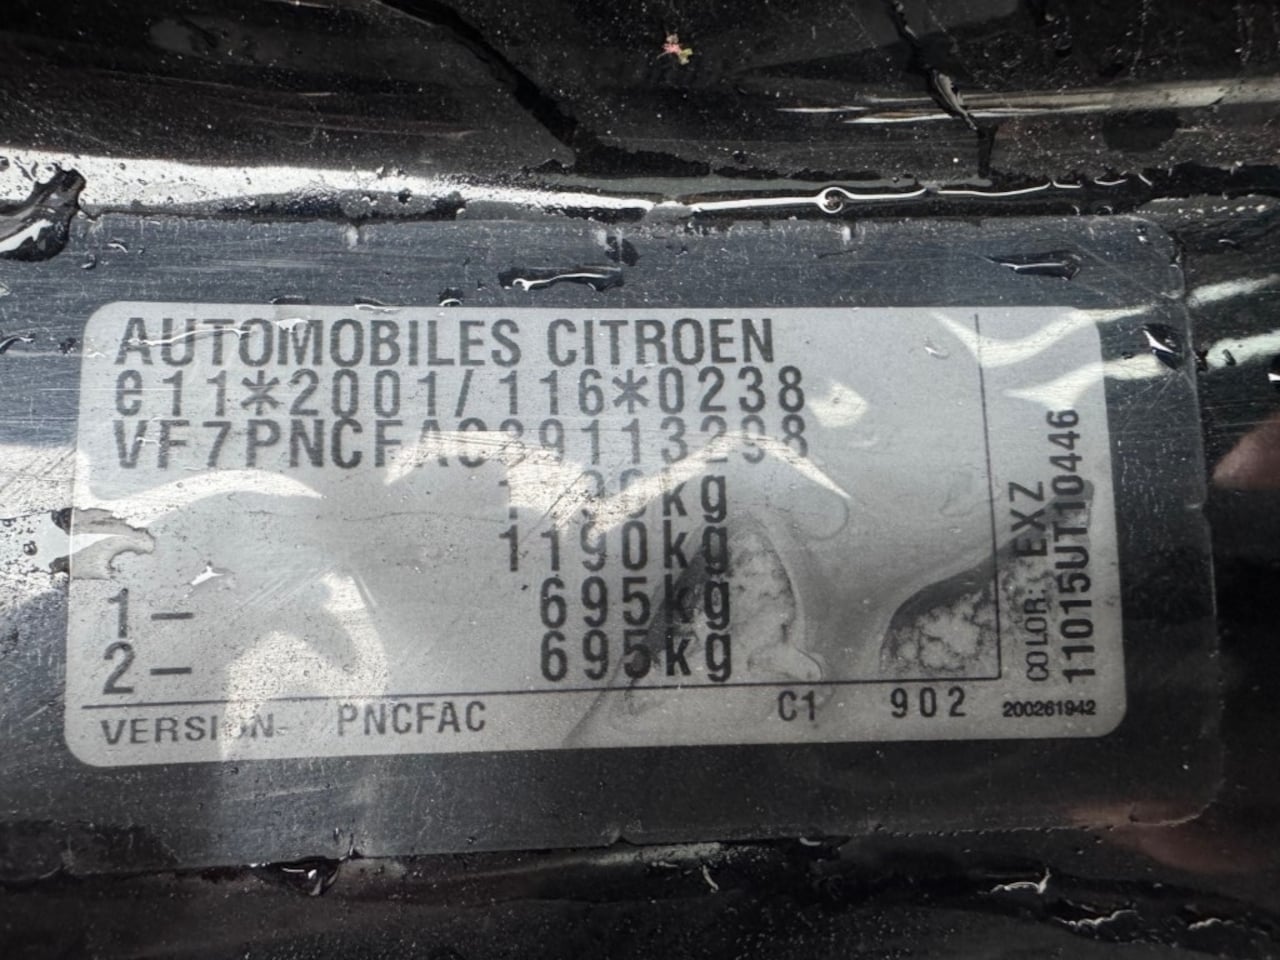 AUTOMOBILES CITROEN
e11*2001/116*0238
1190kg
1- 695kg
2- 695kg
VERSION- PNCFAC C1 902
COLOR: EXZ
11015UT10446
200261942